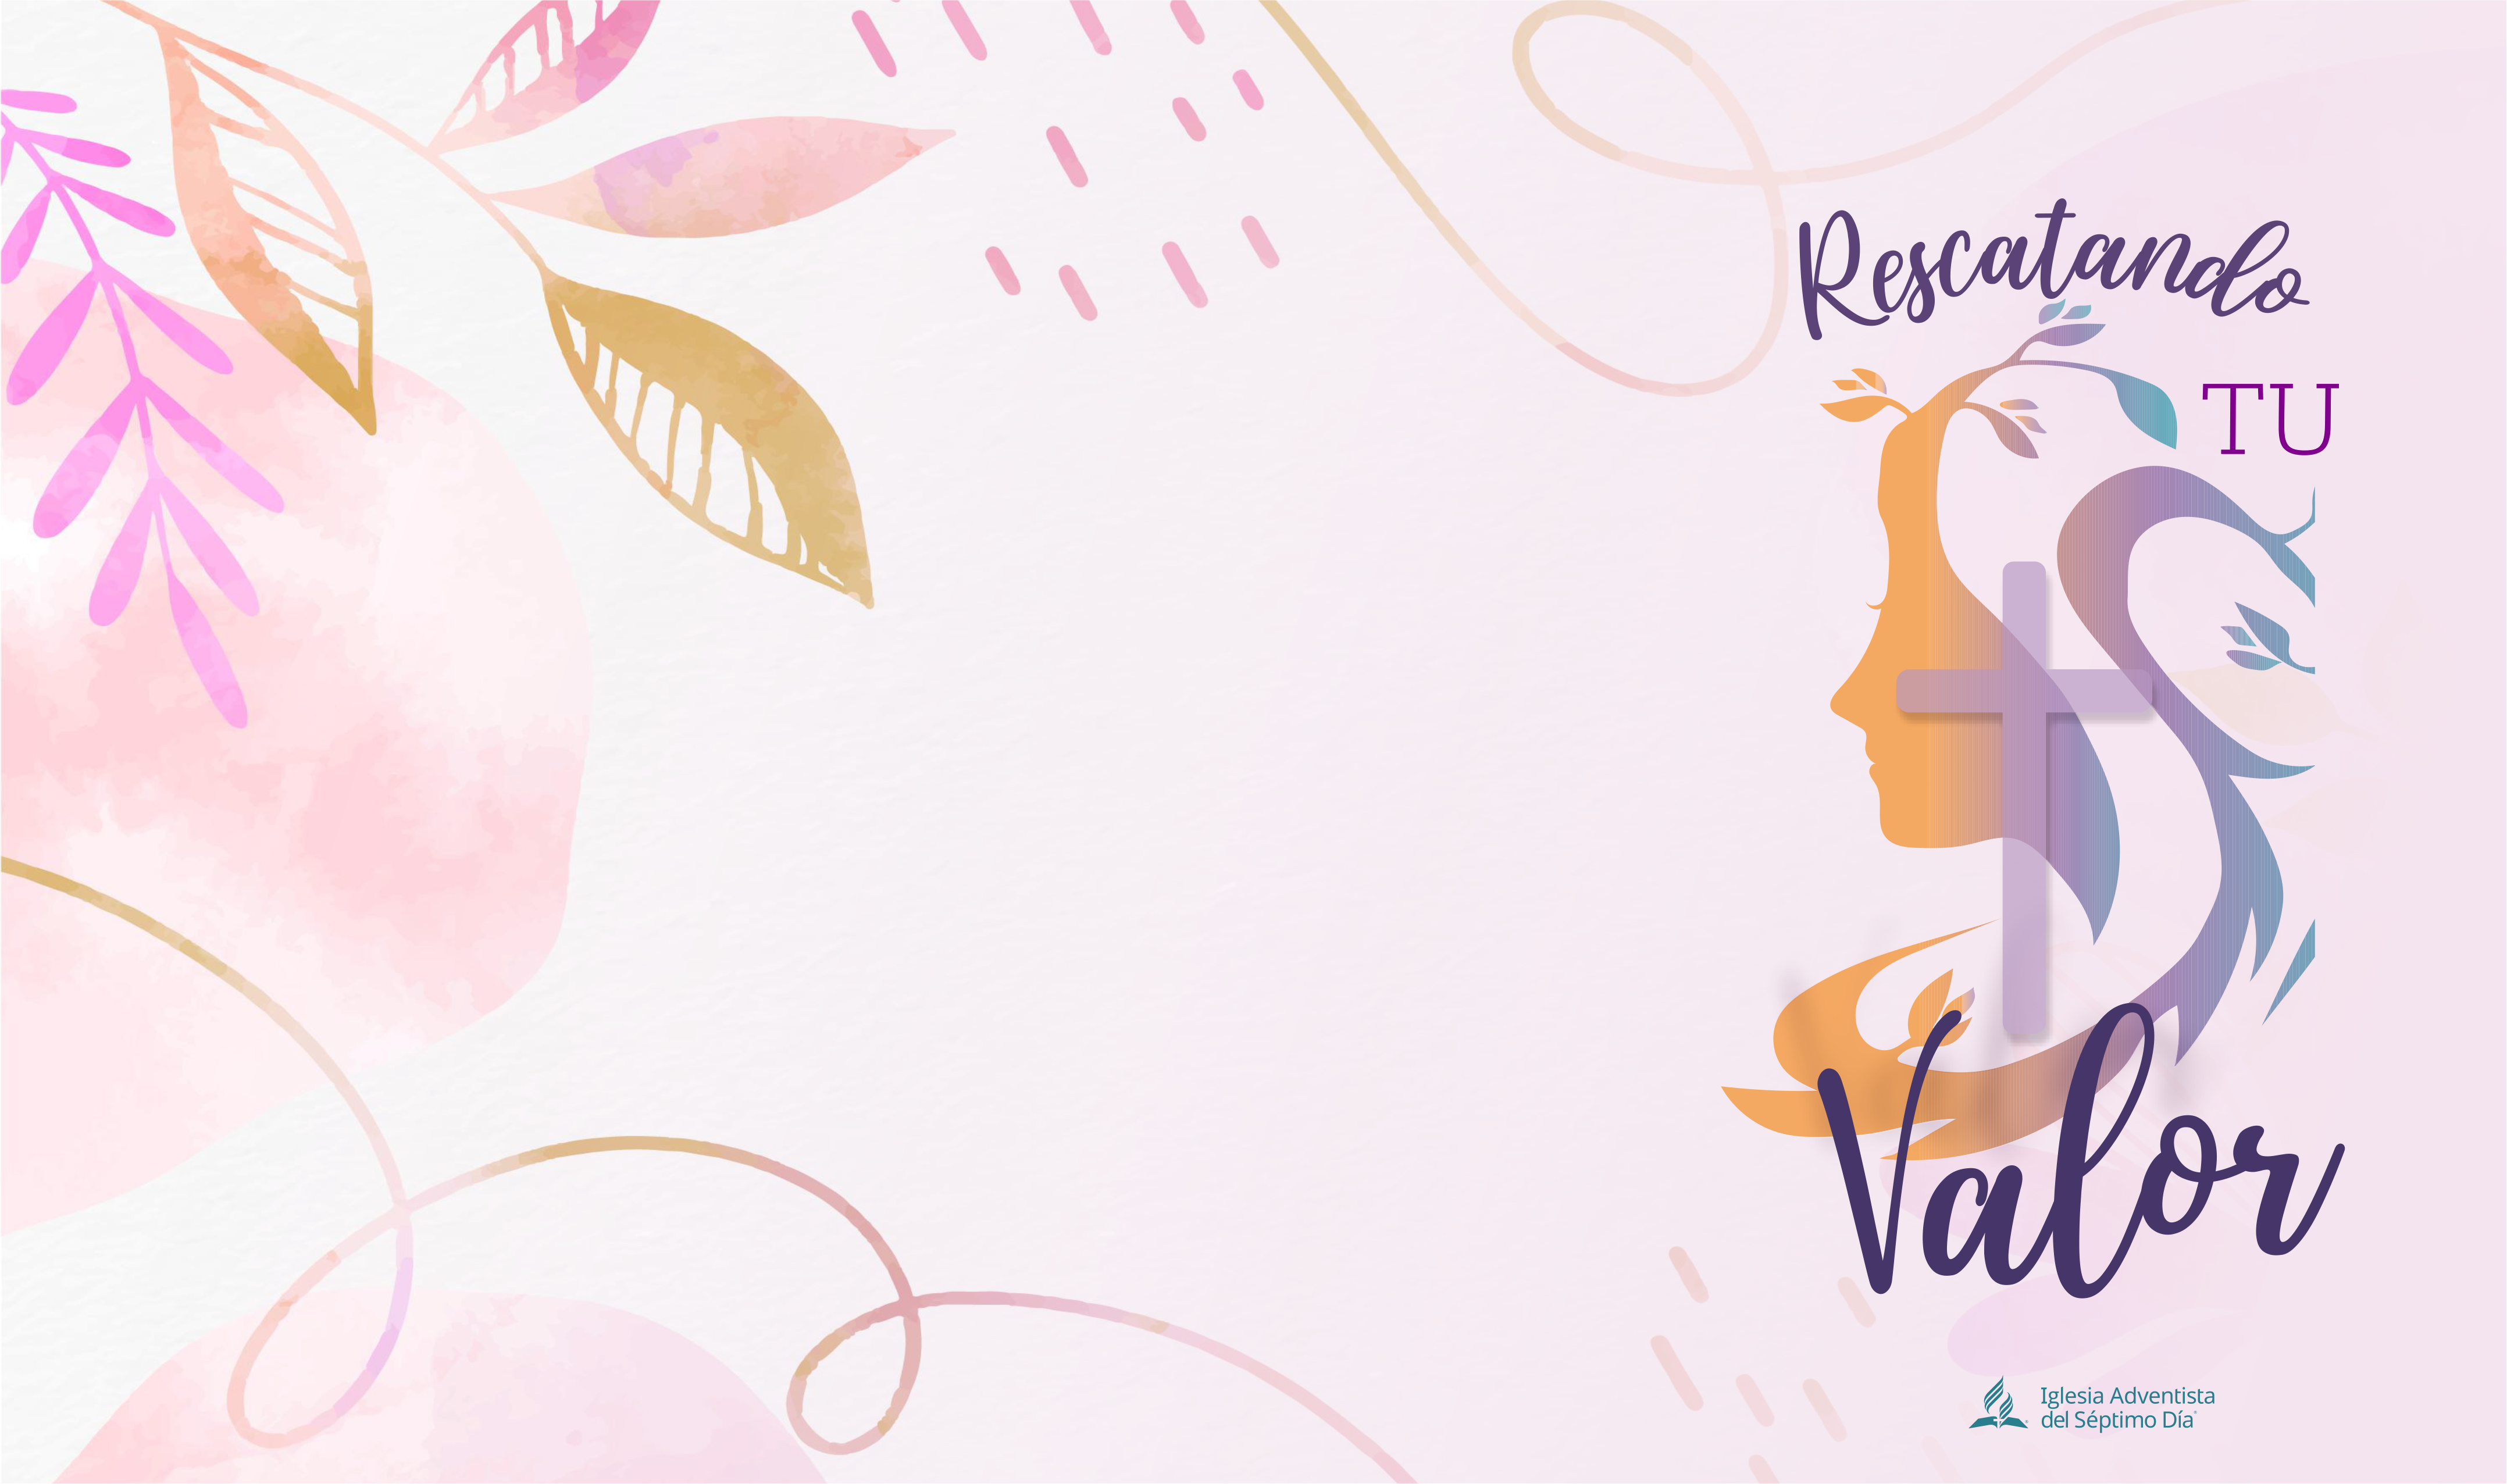 Rescatando
TU
Valor
Iglesia Adventista
del Séptimo Día